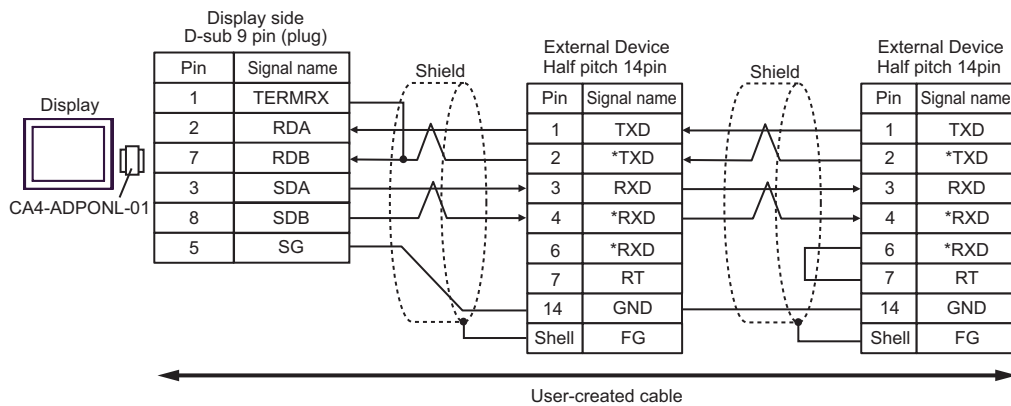 Display side
D-sub 9 pin (plug)
Pin Signal name
1 TERMRX
2 RDA
7 RDB
3 SDA
8 SDB
5 SG
Display
CA4-ADPONL-01
Shield
External Device
Half pitch 14pin
Pin Signal name
1 TXD
2 *TXD
3 RXD
4 *RXD
6 *RXD
7 RT
14 GND
Shell FG
Shield
External Device
Half pitch 14pin
Pin Signal name
1 TXD
2 *TXD
3 RXD
4 *RXD
6 *RXD
7 RT
14 GND
Shell FG
User-created cable